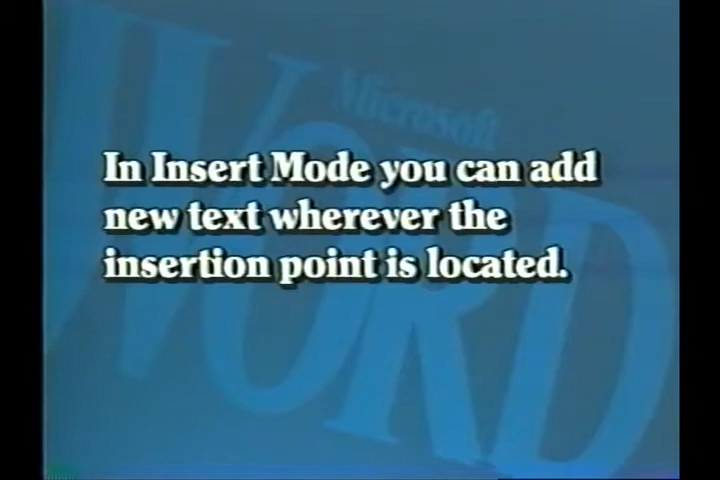 Microsoft
WORD
In Insert Mode you can add
new text wherever the
insertion point is located.